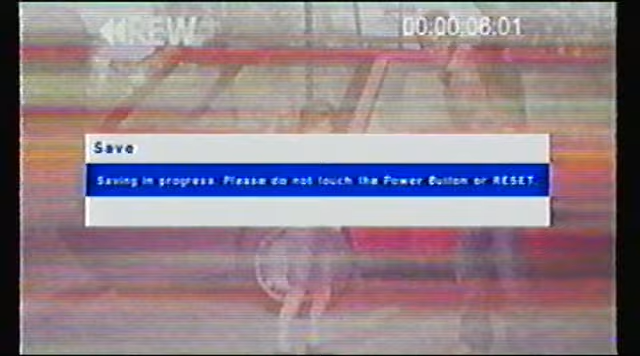 REW
00:00:06:01
Save
Saving in progress. Please do not touch the Power Button or RESET.